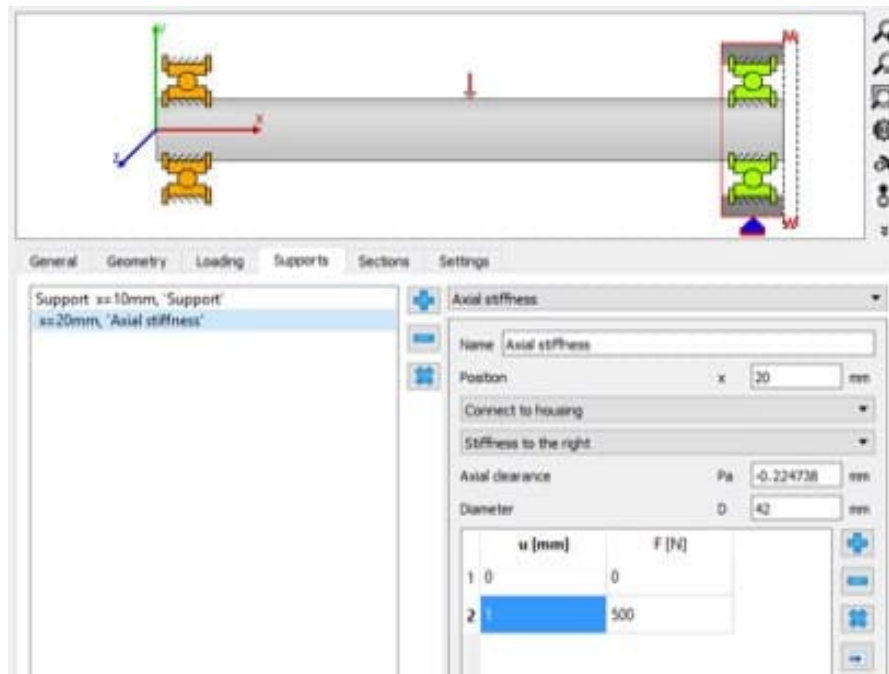 y
x
z
General Geometry Loading Supports Sections Settings
Support x=10mm, 'Support'
x=20mm, 'Axial stiffness'
Axial stiffness
Name Axial stiffness
Position x 20 mm
Connect to housing
Stiffness to the right
Axial clearance Pa -0.224738 mm
Diameter D 42 mm
u [mm] F [N]
1 0 0
2 1 500